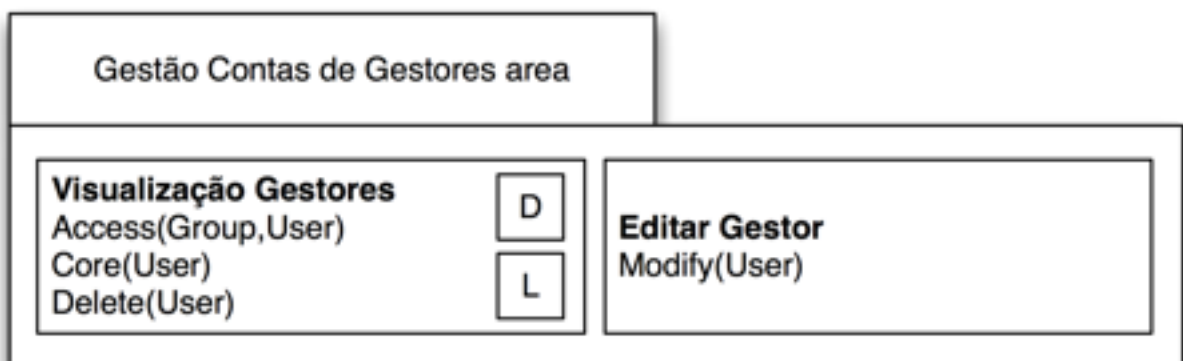 Gestão Contas de Gestores area
Visualização Gestores
Access(Group,User)
Core(User)
Delete(User)
D
L
Editar Gestor
Modify(User)